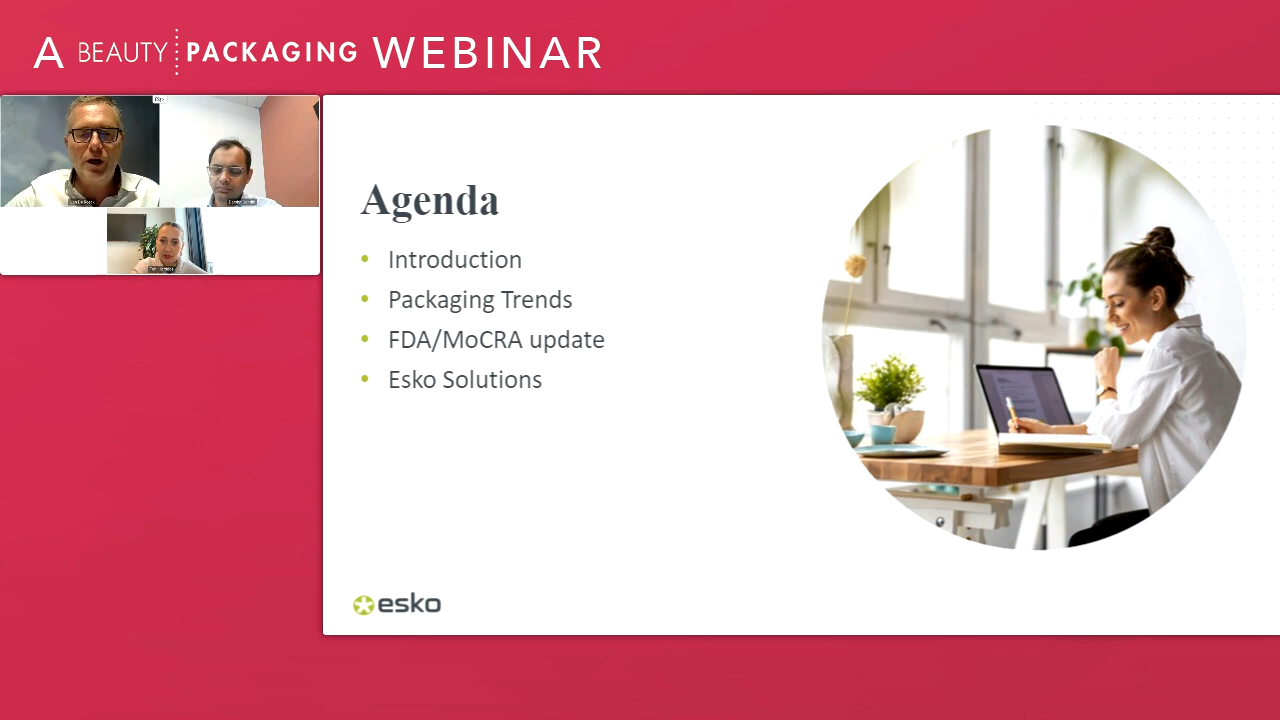 A BEAUTY PACKAGING WEBINAR
Agenda
• Introduction
• Packaging Trends
• FDA/MoCRA update
• Esko Solutions
esko